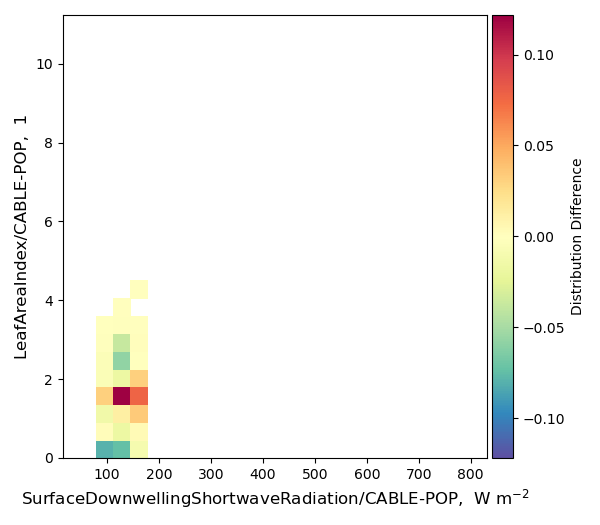 LeafAreaIndex/CABLE-POP,  1
10
8
6
4
2
0
100 200 300 400 500 600 700 800
SurfaceDownwellingShortwaveRadiation/CABLE-POP,  W m⁻²
0.10
0.05
0.00
−0.05
−0.10
Distribution Difference